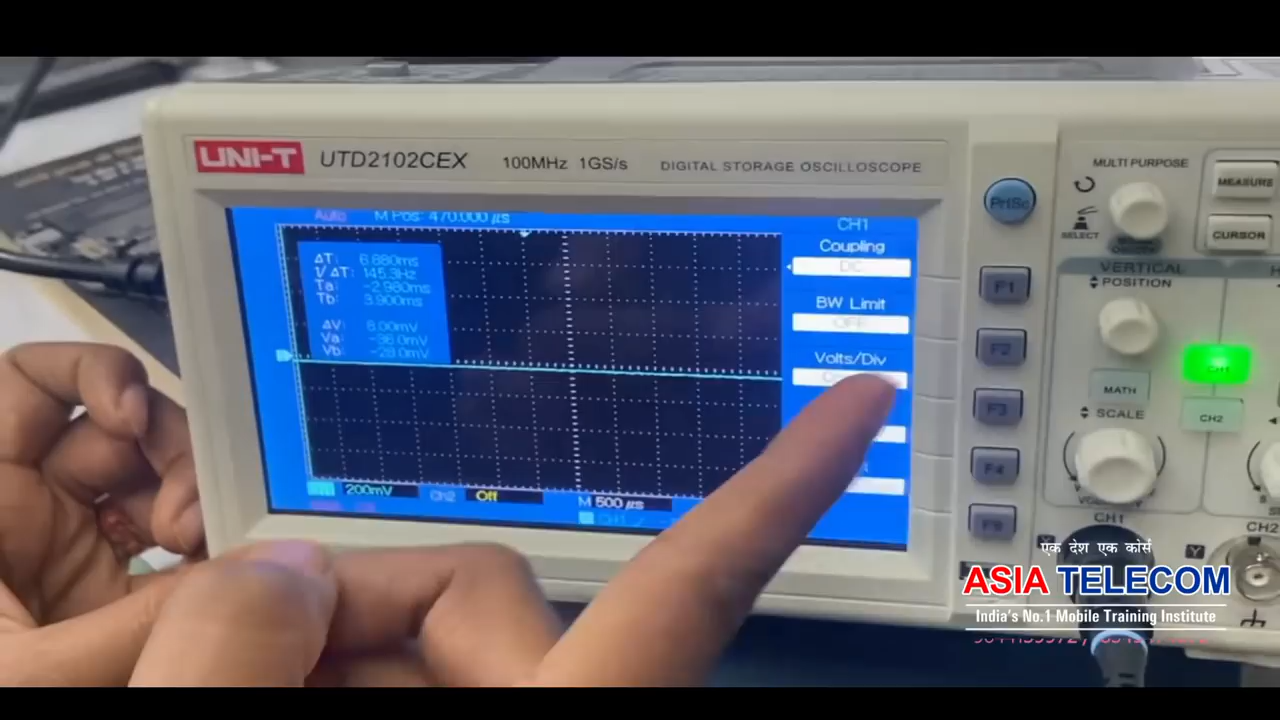 UNI-T UTD2102CEX 100MHz 1GS/s DIGITAL STORAGE OSCILLOSCOPE
Auto M Pos: 470.000 µs
ΔT: 6.880ms
1/ΔT: 145.3Hz
Ta: -2.980ms
Tb: 3.900ms
ΔV: 8.00mV
Va: -36.0mV
Vb: -28.0mV
CH1
Coupling
DC
BW Limit
OFF
Volts/Div
200mV Ch2 Off M 500 µs
CH1
PrtSc
F1
F2
F3
F4
F5
MULTI PURPOSE
SELECT
MEASURE
CURSOR
VERTICAL
POSITION
CH1
MATH
CH2
SCALE
CH1
CH2
Y
एक देश एक कोर्स
ASIA TELECOM
India's No.1 Mobile Training Institute